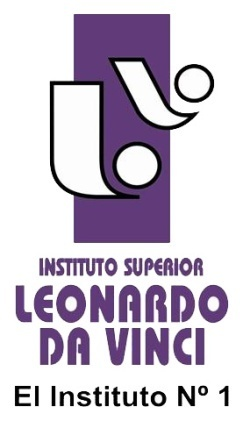 INSTITUTO SUPERIOR
LEONARDO
DA VINCI
El Instituto Nº 1